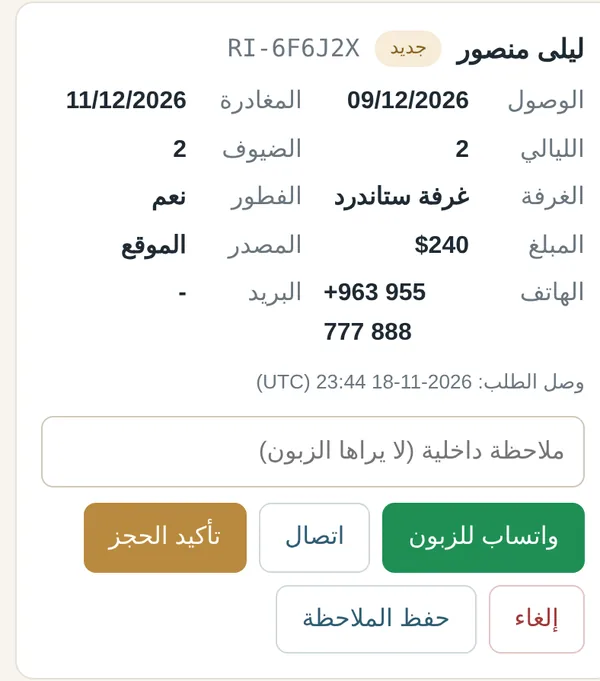 ليلى منصور جديد RI-6F6J2X
الوصول 09/12/2026 المغادرة 11/12/2026
الليالي 2 الضيوف 2
الغرفة غرفة ستاندرد الفطور نعم
المبلغ $240 المصدر الموقع
الهاتف +963 955 777 888 البريد -
وصل الطلب: 2026-11-18 23:44 (UTC)
ملاحظة داخلية (لا يراها الزبون)
واتساب للزبون اتصال تأكيد الحجز
إلغاء حفظ الملاحظة